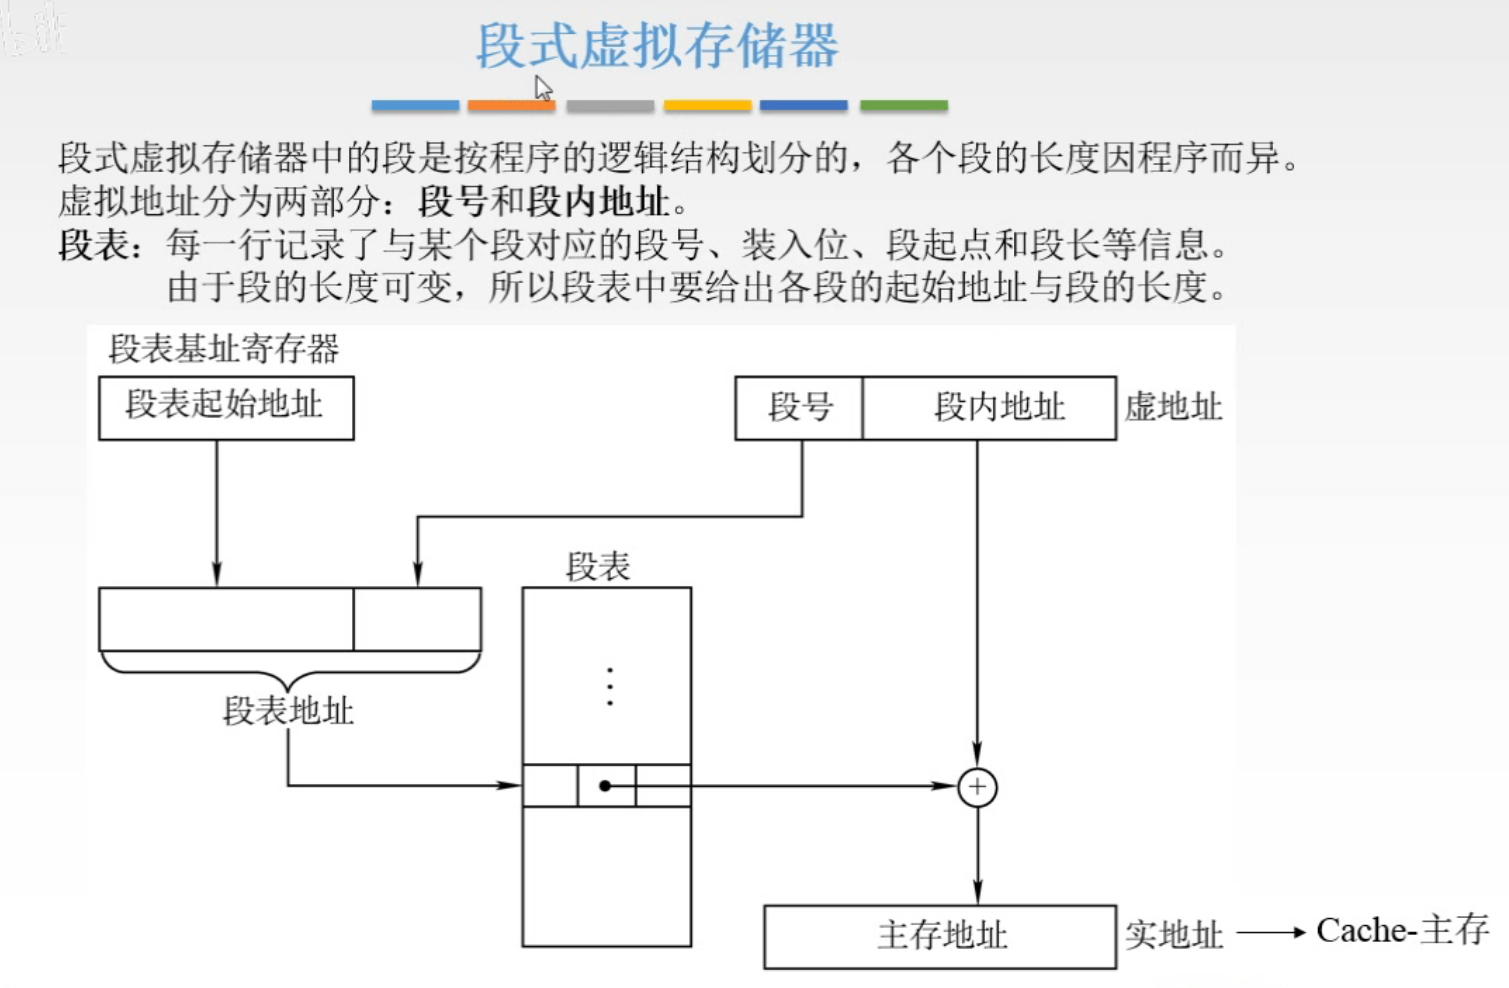 段式虚拟存储器
段式虚拟存储器中的段是按程序的逻辑结构划分的，各个段的长度因程序而异。
虚拟地址分为两部分：段号和段内地址。
段表：每一行记录了与某个段对应的段号、装入位、段起点和段长等信息。
由于段的长度可变，所以段表中要给出各段的起始地址与段的长度。
段表基址寄存器
段表起始地址
段号 段内地址 虚地址
段表
⋮
段表地址
+
主存地址 实地址 → Cache-主存